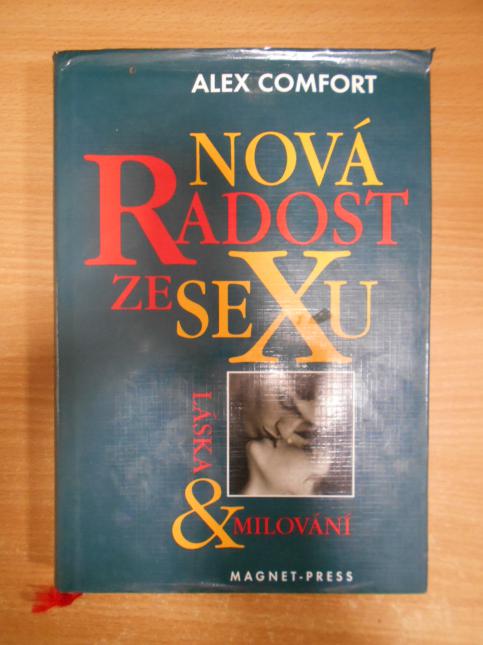 ALEX COMFORT
NOVÁ
RADOST
ZE SEXU
LÁSKA
&
MILOVÁNÍ
MAGNET-PRESS